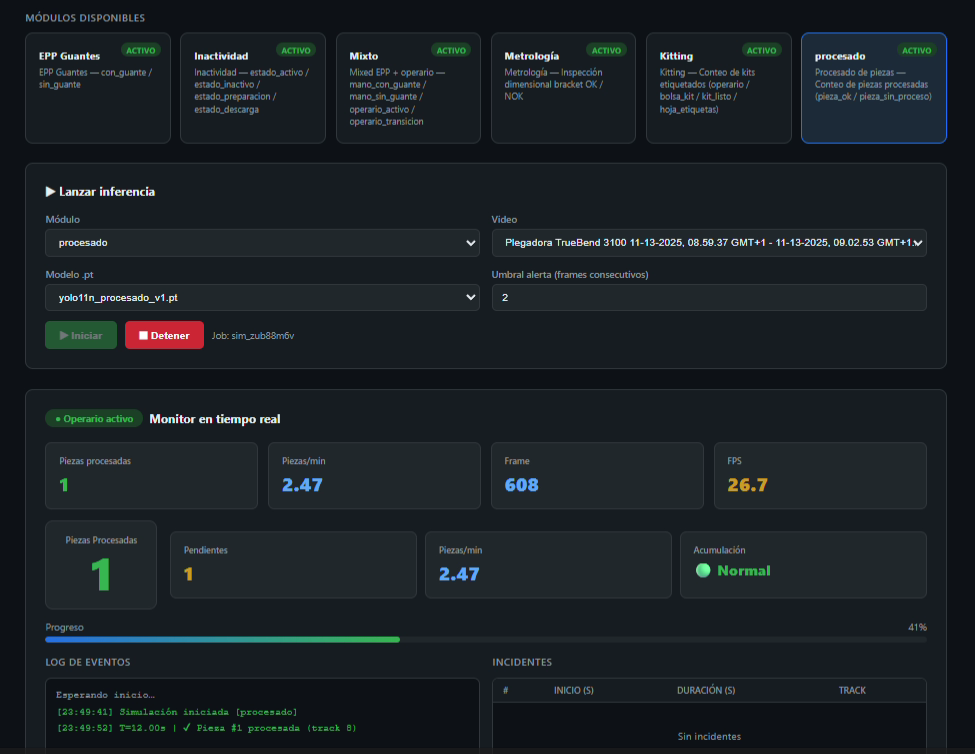 MÓDULOS DISPONIBLES
EPP Guantes ACTIVO
EPP Guantes — con_guante /
sin_guante
Inactividad ACTIVO
Inactividad — estado_activo /
estado_inactivo /
estado_preparacion /
estado_descarga
Mixto ACTIVO
Mixed EPP + operario —
mano_con_guante /
mano_sin_guante /
operario_activo /
operario_transicion
Metrología ACTIVO
Metrología — Inspección
dimensional bracket OK /
NOK
Kitting ACTIVO
Kitting — Conteo de kits
etiquetados (operario /
bolsa_kit / kit_listo /
hoja_etiquetas)
procesado ACTIVO
Procesado de piezas —
Conteo de piezas procesadas
(pieza_ok / pieza_sin_proceso)
▶ Lanzar inferencia
Módulo
procesado
Video
Plegadora TrueBend 3100 11-13-2025, 08.59.37 GMT+1 - 11-13-2025, 09.02.53 GMT+1.
Modelo .pt
yolo11n_procesado_v1.pt
Umbral alerta (frames consecutivos)
2
▶ Iniciar
Detener
Job: sim_zub88m6v
● Operario activo Monitor en tiempo real
Piezas procesadas
1
Piezas/min
2.47
Frame
608
FPS
26.7
Piezas Procesadas
1
Pendientes
1
Piezas/min
2.47
Acumulación
Normal
Progreso 41%
LOG DE EVENTOS
Esperando inicio…
[23:49:41] Simulación iniciada [procesado]
[23:49:52] T=12.00s | ✓ Pieza #1 procesada (track 8)
INCIDENTES
# INICIO (S) DURACIÓN (S) TRACK
Sin incidentes